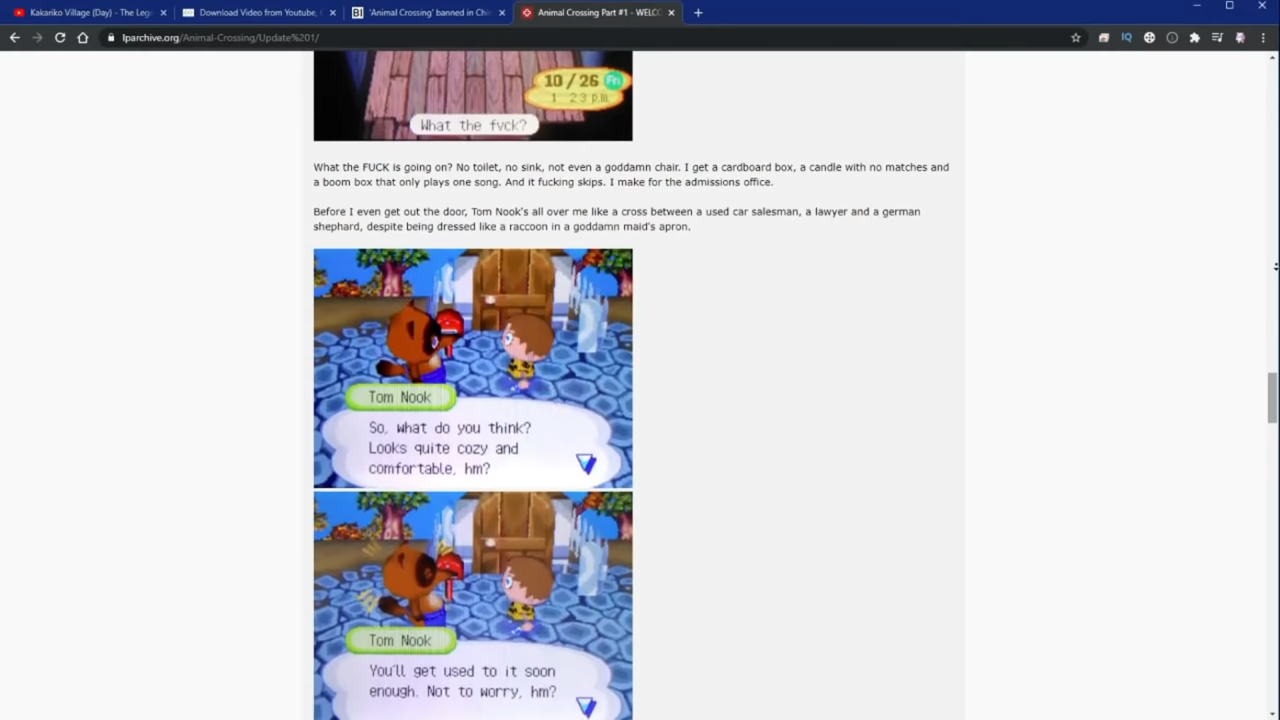 Kakariko Village (Day) - The Leg
Download Video from Youtube,
BI
'Animal Crossing' banned in Chi
Animal Crossing Part #1 - WELC
lparchive.org/Animal-Crossing/Update%201/
IQ
10/26 Fri
1 23 p.m.
What the fvck?
What the FUCK is going on? No toilet, no sink, not even a goddamn chair. I get a cardboard box, a candle with no matches and
a boom box that only plays one song. And it fucking skips. I make for the admissions office.
Before I even get out the door, Tom Nook's all over me like a cross between a used car salesman, a lawyer and a german
shephard, despite being dressed like a raccoon in a goddamn maid's apron.
Tom Nook
So, what do you think?
Looks quite cozy and
comfortable, hm?
Tom Nook
You'll get used to it soon
enough. Not to worry, hm?